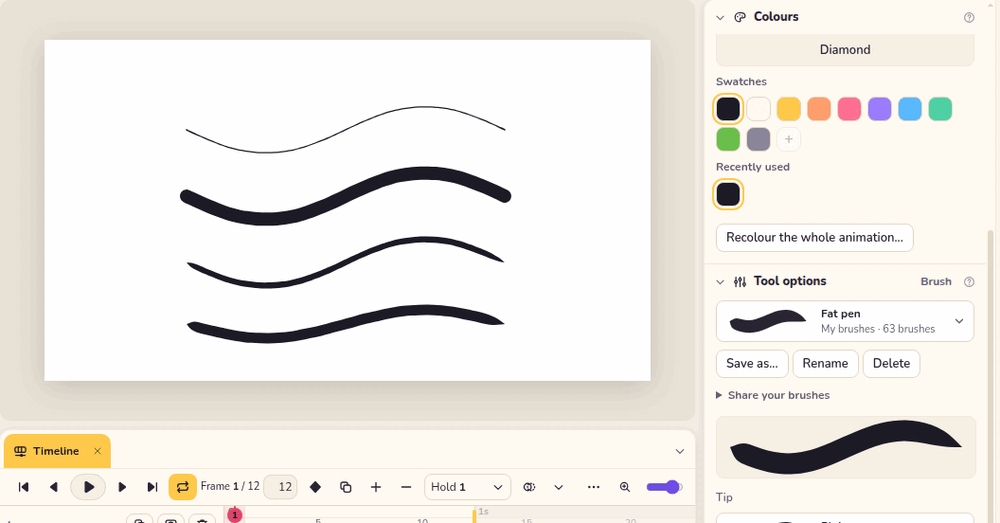 Colours
Diamond
Swatches
Recently used
Recolour the whole animation...
Tool options Brush
Fat pen
My brushes · 63 brushes
Save as... Rename Delete
Share your brushes
Tip
Timeline
Frame 1 / 12 12 Hold 1
1 5 10 1s 15 20